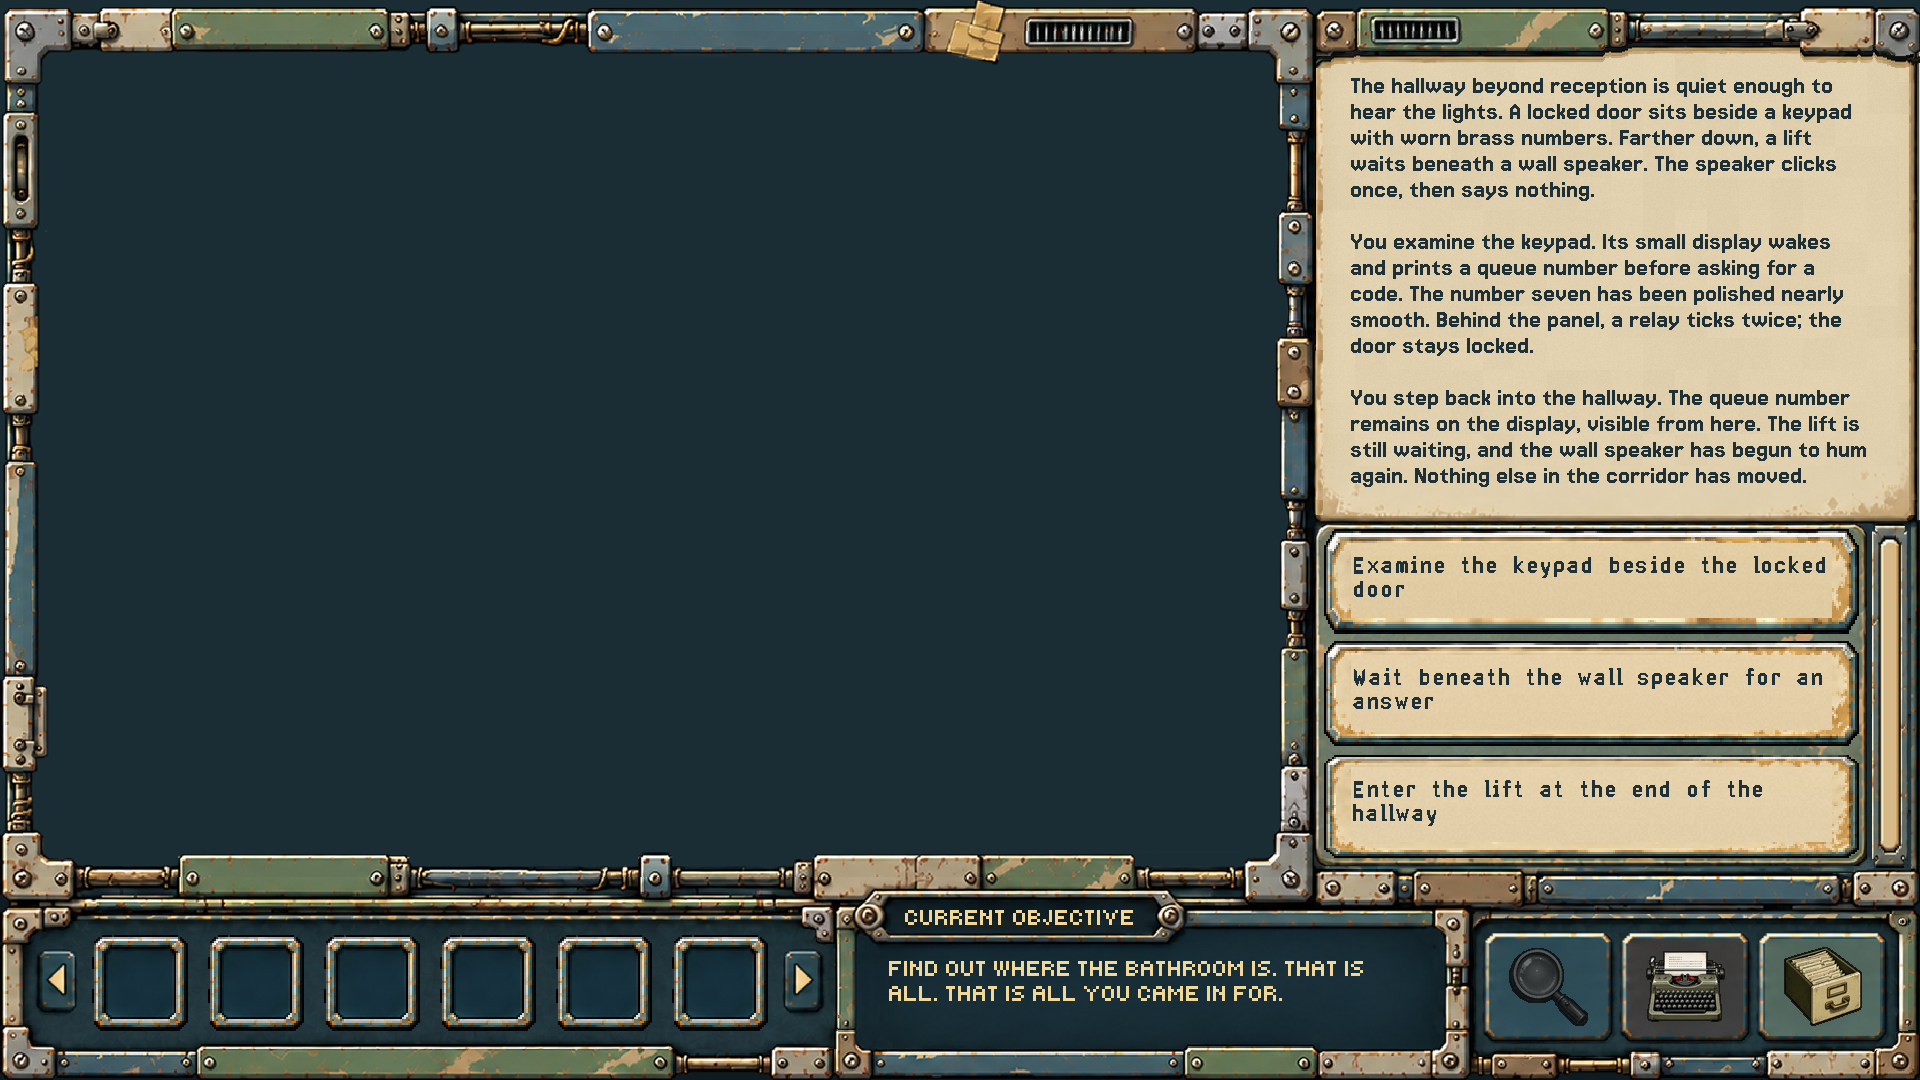 The hallway beyond reception is quiet enough to
hear the lights. A locked door sits beside a keypad
with worn brass numbers. Farther down, a lift
waits beneath a wall speaker. The speaker clicks
once, then says nothing.
You examine the keypad. Its small display wakes
and prints a queue number before asking for a
code. The number seven has been polished nearly
smooth. Behind the panel, a relay ticks twice; the
door stays locked.
You step back into the hallway. The queue number
remains on the display, visible from here. The lift is
still waiting, and the wall speaker has begun to hum
again. Nothing else in the corridor has moved.
Examine the keypad beside the locked
door
Wait beneath the wall speaker for an
answer
Enter the lift at the end of the
hallway
CURRENT OBJECTIVE
FIND OUT WHERE THE BATHROOM IS. THAT IS
ALL. THAT IS ALL YOU CAME IN FOR.